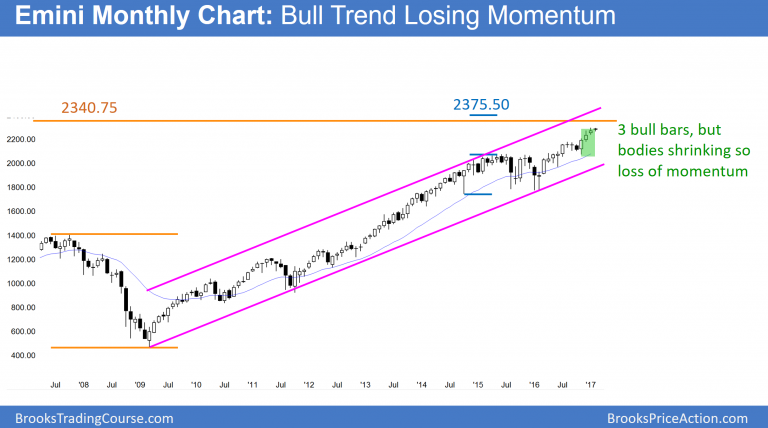 Emini Monthly Chart: Bull Trend Losing Momentum
2340.75
2375.50
3 bull bars, but
bodies shrinking so
loss of momentum
2200.00
2000.00
1800.00
1600.00
1400.00
1200.00
1000.00
800.00
600.00
400.00
Jul '08 Jul '09 Jul '10 Jul '11 Jul '12 Jul '13 Jul '14 Jul '15 Jul '16 Jul '17
BrooksTradingCourse.com BrooksPriceAction.com